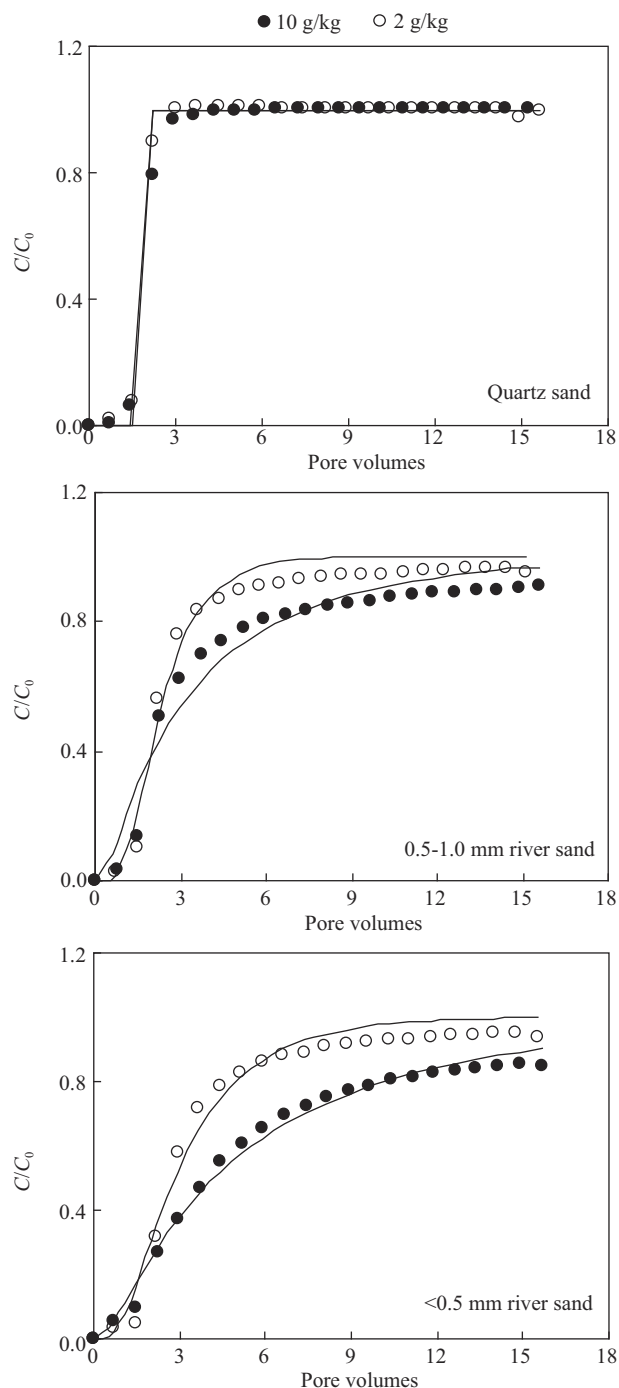 ● 10 g/kg ○ 2 g/kg
1.2
0.8
0.4
0.0
C/C₀
0 3 6 9 12 15 18
Pore volumes
Quartz sand
1.2
0.8
0.4
0.0
C/C₀
0 3 6 9 12 15 18
Pore volumes
0.5-1.0 mm river sand
1.2
0.8
0.4
0.0
C/C₀
0 3 6 9 12 15 18
Pore volumes
<0.5 mm river sand